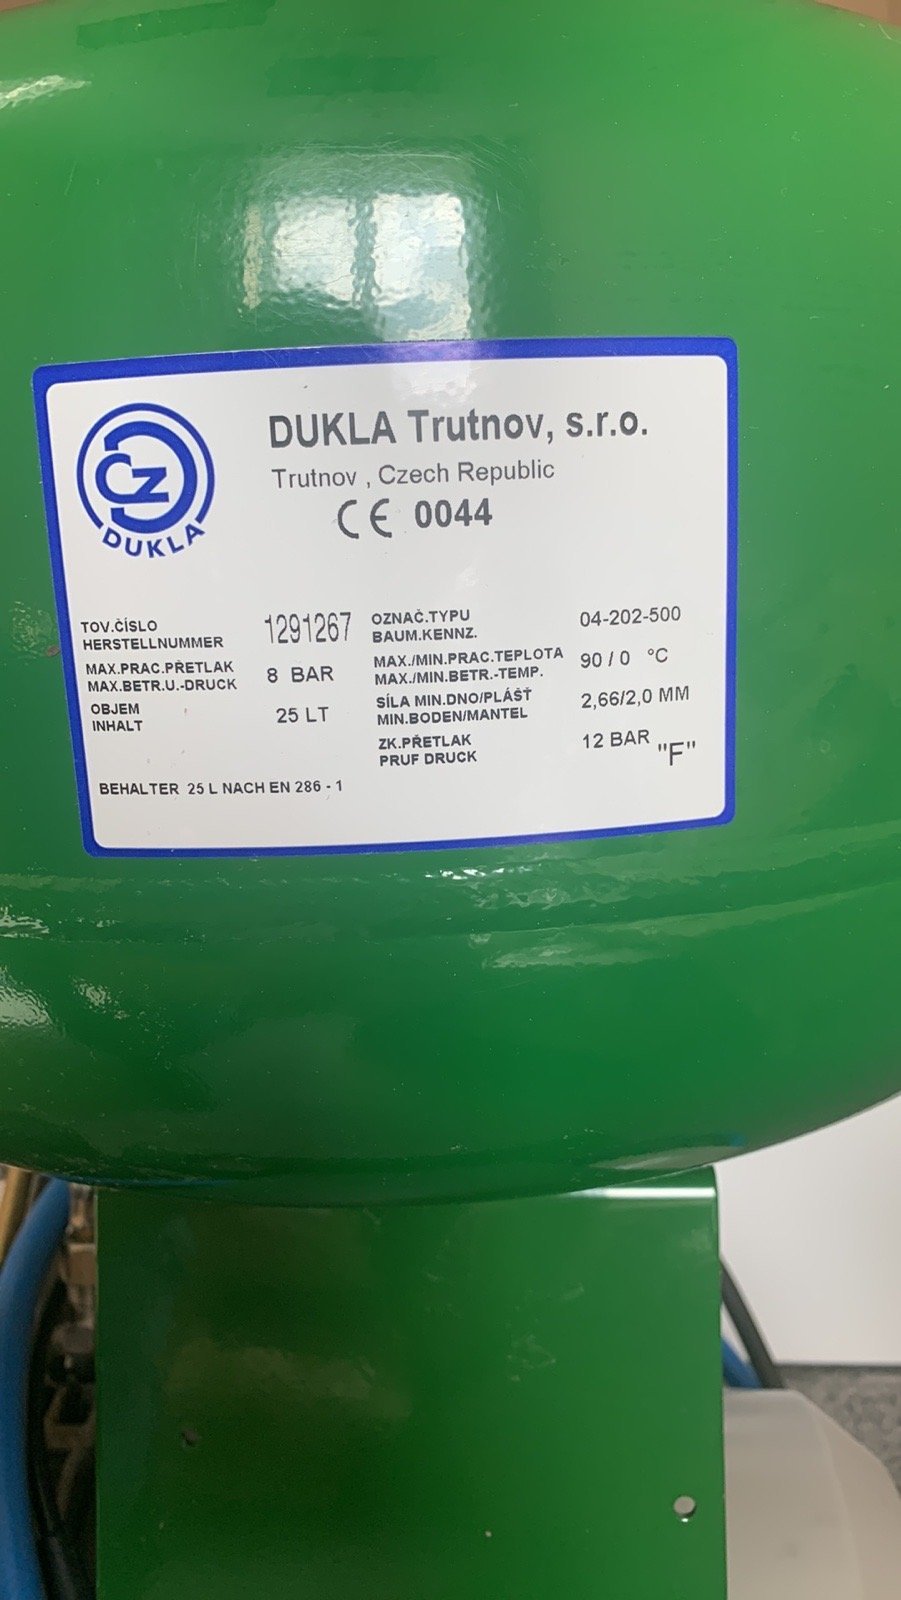 CZ
DUKLA
DUKLA Trutnov, s.r.o.
Trutnov , Czech Republic
CE 0044
TOV.ČÍSLO
HERSTELLNUMMER
1291267
OZNAČ.TYPU
BAUM.KENNZ.
04-202-500
MAX.PRAC.PŘETLAK
MAX.BETR.U.-DRUCK
8 BAR
MAX./MIN.PRAC.TEPLOTA
MAX./MIN.BETR.-TEMP.
90 / 0 °C
OBJEM
INHALT
25 LT
SÍLA MIN.DNO/PLÁŠŤ
MIN.BODEN/MANTEL
2,66/2,0 MM
ZK.PŘETLAK
PRUF DRUCK
12 BAR "F"
BEHALTER 25 L NACH EN 286 - 1